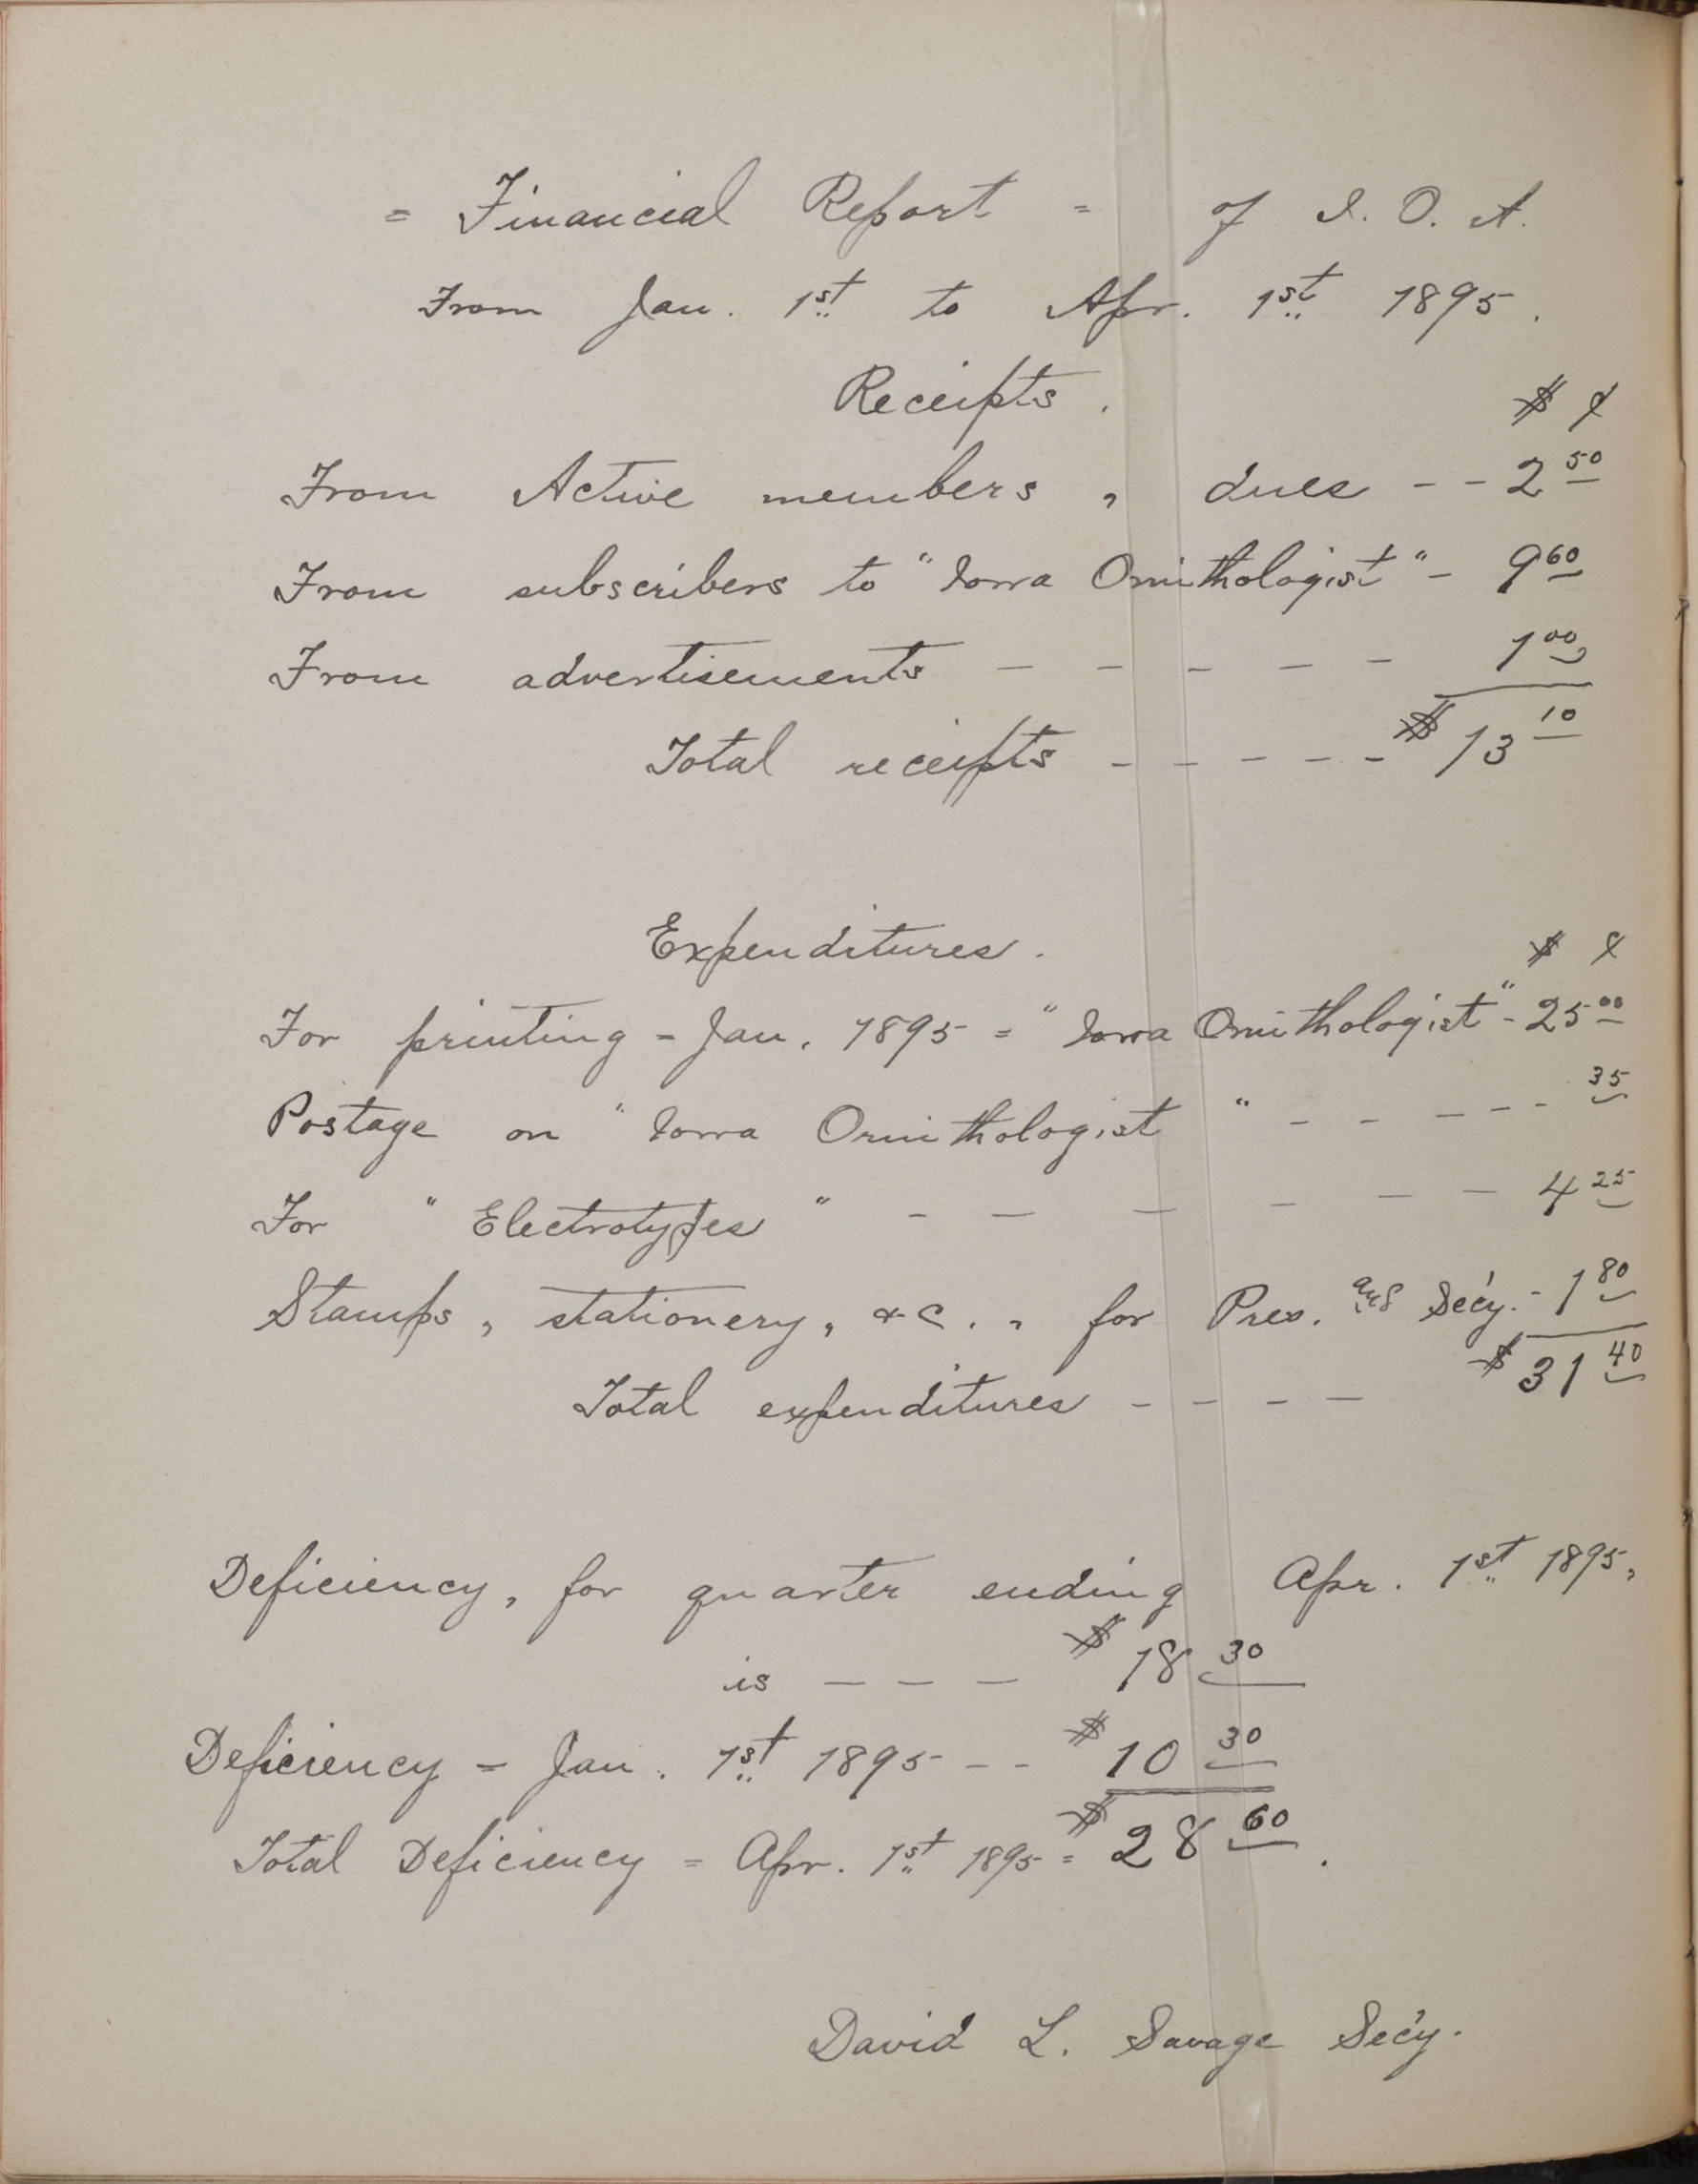 = Financial Report = of I. O. A.
From Jan. 1st to Apr. 1st 1895.
Receipts.
$ ¢
From Active members, dues - - 2 50
From subscribers to "Iowa Ornithologist" - 9 60
From advertisements - - - - - 1 00
Total receipts - - - - - $ 13 10
Expenditures.
$ ¢
For printing = Jan. 1895 = "Iowa Ornithologist" - 25 00
Postage on "Iowa Ornithologist" - - - - - 35
For "Electrotypes" - - - - - - 4 25
Stamps, stationery, &c., for Pres. and Sec'y. - 1 80
Total expenditures - - - - $ 31 40
Deficiency, for quarter ending Apr. 1st 1895,
is - - - $ 18 30
Deficiency = Jan. 1st 1895 - - $ 10 30
Total Deficiency = Apr. 1st 1895 = $ 28 60.
David L. Savage Sec'y.